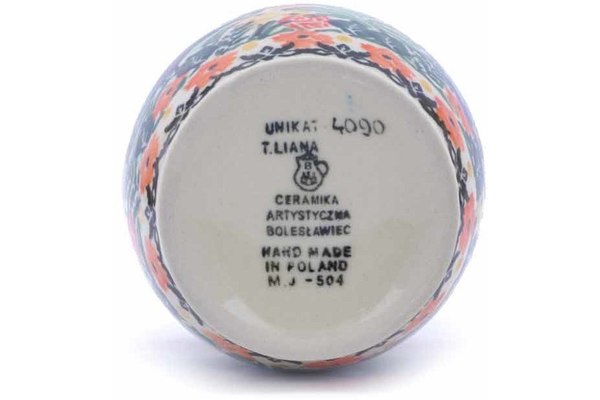 UNIKAT 4090
T.LIANA
B
CERAMIKA
ARTYSTYCZNA
BOLESŁAWIEC
HAND MADE
IN POLAND
M.J -504